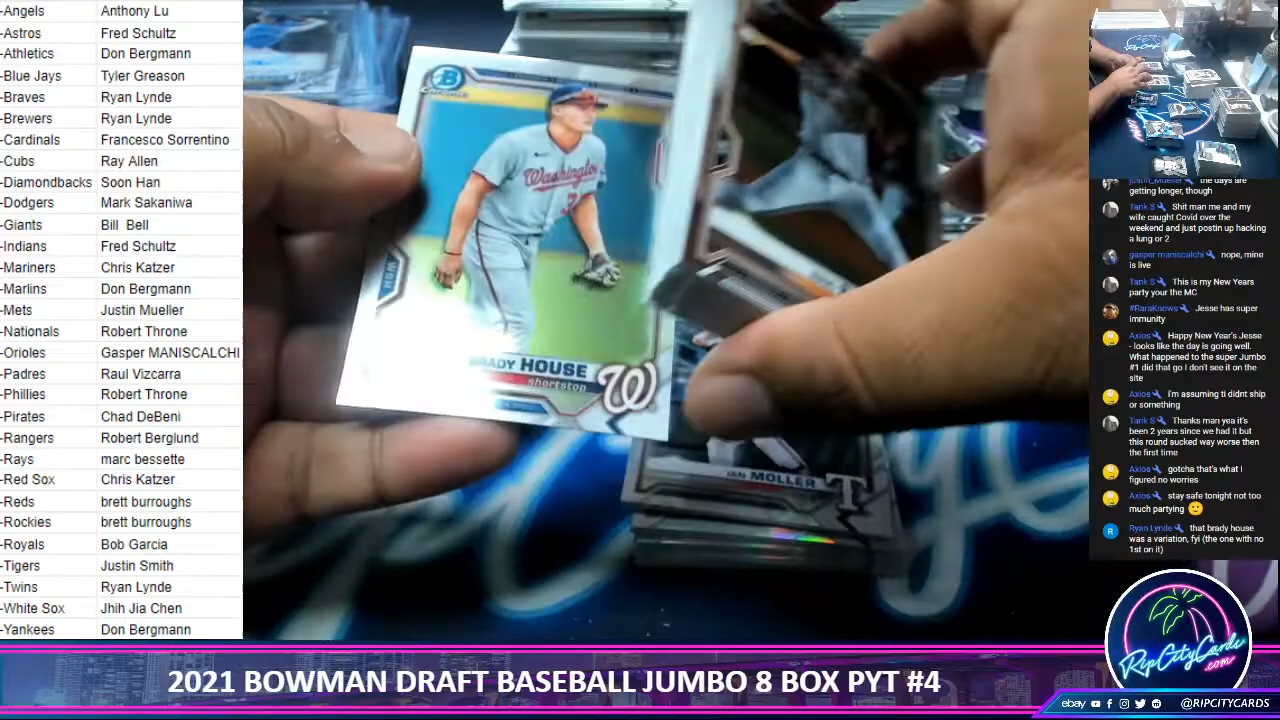 -Angels Anthony Lu
-Astros Fred Schultz
-Athletics Don Bergmann
-Blue Jays Tyler Greason
-Braves Ryan Lynde
-Brewers Ryan Lynde
-Cardinals Francesco Sorrentino
-Cubs Ray Allen
-Diamondbacks Soon Han
-Dodgers Mark Sakaniwa
-Giants Bill Bell
-Indians Fred Schultz
-Mariners Chris Katzer
-Marlins Don Bergmann
-Mets Justin Mueller
-Nationals Robert Throne
-Orioles Gasper MANISCALCHI
-Padres Raul Vizcarra
-Phillies Robert Throne
-Pirates Chad DeBeni
-Rangers Robert Berglund
-Rays marc bessette
-Red Sox Chris Katzer
-Reds brett burroughs
-Rockies brett burroughs
-Royals Bob Garcia
-Tigers Justin Smith
-Twins Ryan Lynde
-White Sox Jhih Jia Chen
-Yankees Don Bergmann
B
Chrome
Washington
HOUSE
shortstop
W
IAN MOLLER
T
justin_Mueller the days are
getting longer, though
Tank S Shit man me and my
wife caught Covid over the
weekend and just postin up hacking
a lung or 2
gasper maniscalchi nope, mine
is live
Tank S This is my New Years
party your the MC
#RaraKnows Jesse has super
immunity
Axios Happy New Year's Jesse
- looks like the day is going well.
What happened to the super Jumbo
#1 did that go I don't see it on the
site
Axios I'm assuming ti didnt ship
or something
Tank S Thanks man yea it's
been 2 years since we had it but
this round sucked way worse then
the first time
Axios gotcha that's what I
figured no worries
Axios stay safe tonight not too
much partying 🙂
R
Ryan Lynde that brady house
was a variation, fyi (the one with no
1st on it)
RipCityCards
.com
2021 BOWMAN DRAFT BASEBALL JUMBO 8 BOX PYT #4
ebay @RIPCITYCARDS